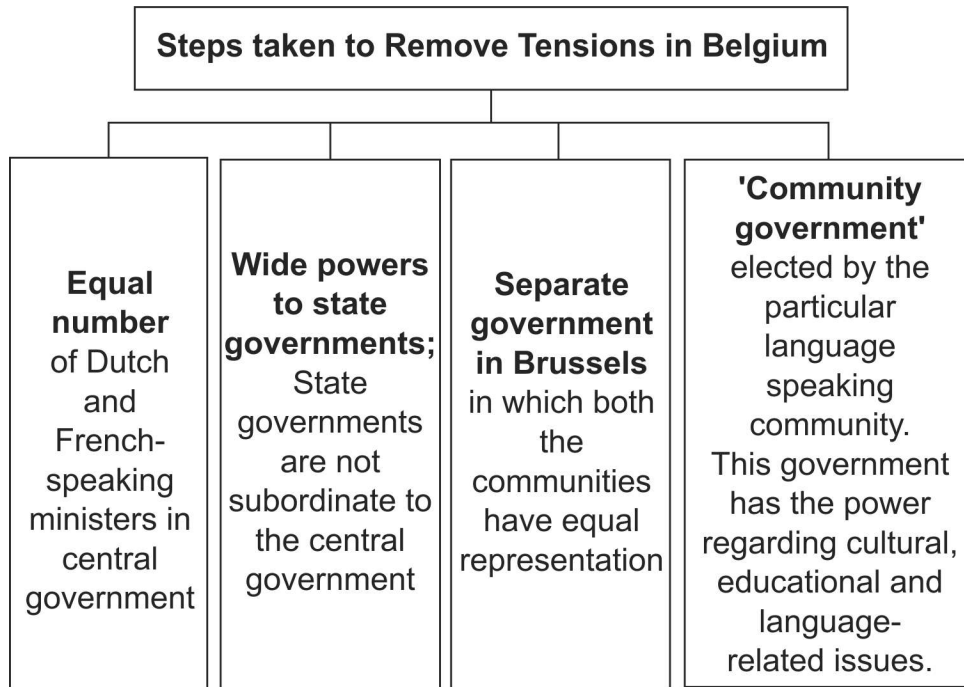 Steps taken to Remove Tensions in Belgium
Equal
number
of Dutch
and
French-
speaking
ministers in
central
government
Wide powers
to state
governments;
State
governments
are not
subordinate to
the central
government
Separate
government
in Brussels
in which both
the
communities
have equal
representation
'Community
government'
elected by the
particular
language
speaking
community.
This government
has the power
regarding cultural,
educational and
language-
related issues.